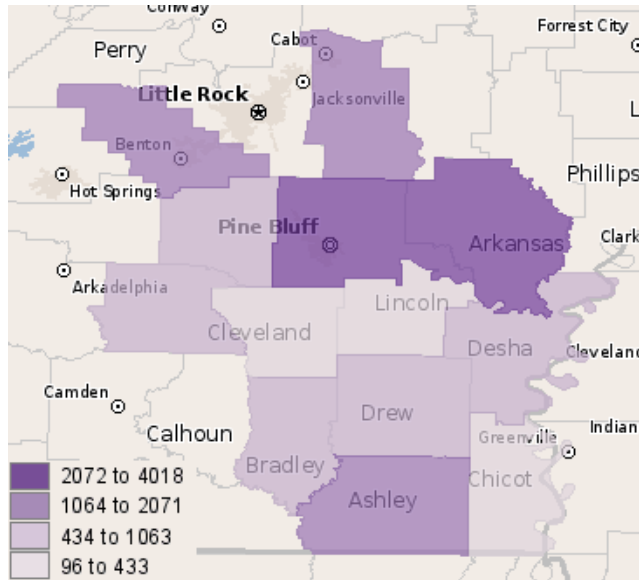 Conway
Forrest City
Perry
Cabot
Little Rock
Jacksonville
Benton
Phillips
Hot Springs
Pine Bluff
Arkansas
Clark
Arkadelphia
Lincoln
Cleveland
Desha
Cleveland
Camden
Drew
Calhoun
Greenville
Indian
Bradley
Chicot
Ashley
2072 to 4018
1064 to 2071
434 to 1063
96 to 433